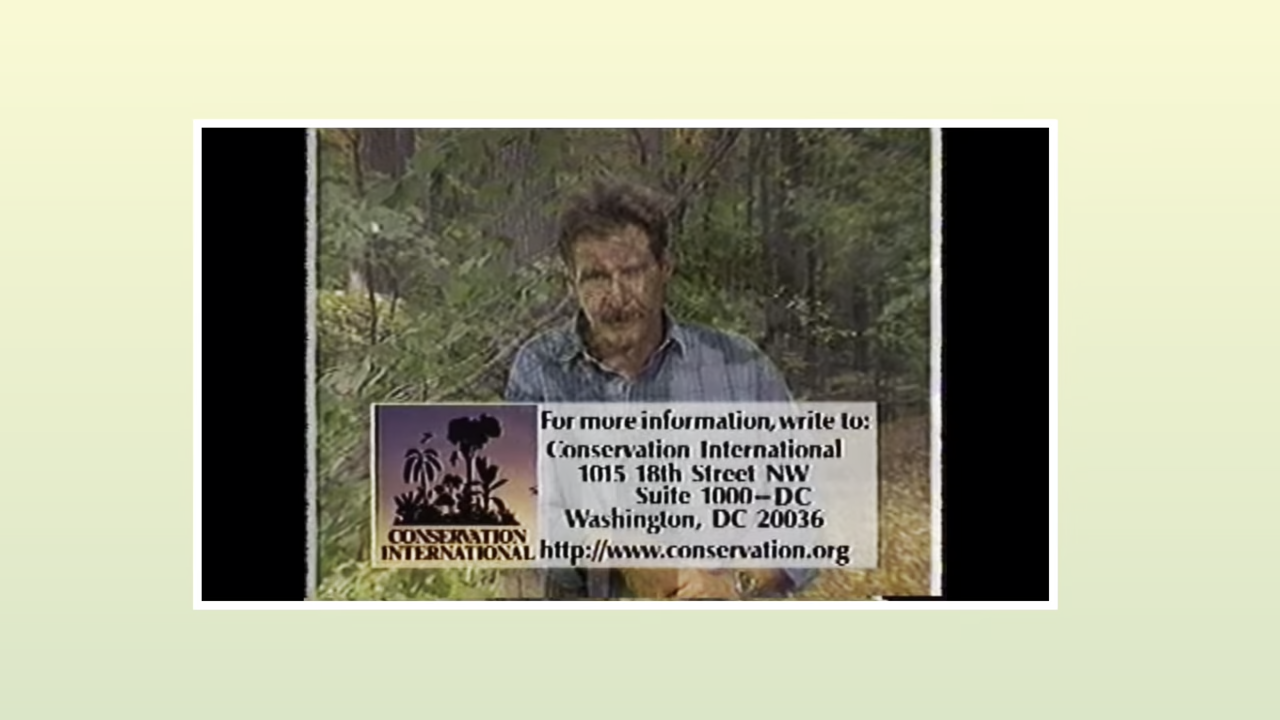 For more information, write to:
Conservation International
1015 18th Street NW
Suite 1000-DC
Washington, DC 20036
http://www.conservation.org
CONSERVATION
INTERNATIONAL